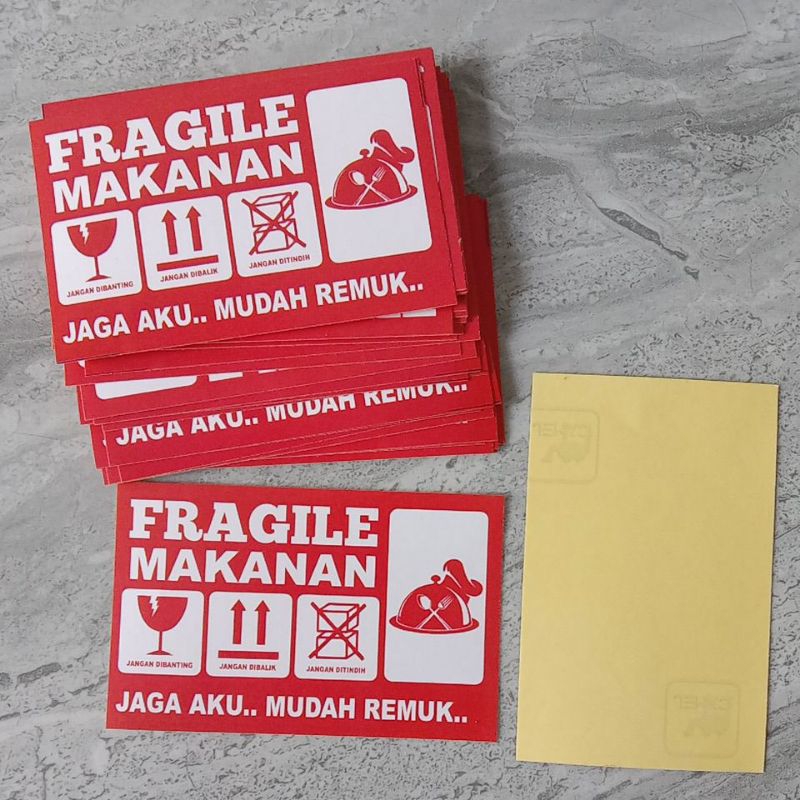 FRAGILE
MAKANAN
JANGAN DIBANTING
JANGAN DIBALIK
JANGAN DITINDIH
JAGA AKU.. MUDAH REMUK..
JAGA AKU.. MUDAH REMUK..
FRAGILE
MAKANAN
JANGAN DIBANTING
JANGAN DIBALIK
JANGAN DITINDIH
JAGA AKU.. MUDAH REMUK..